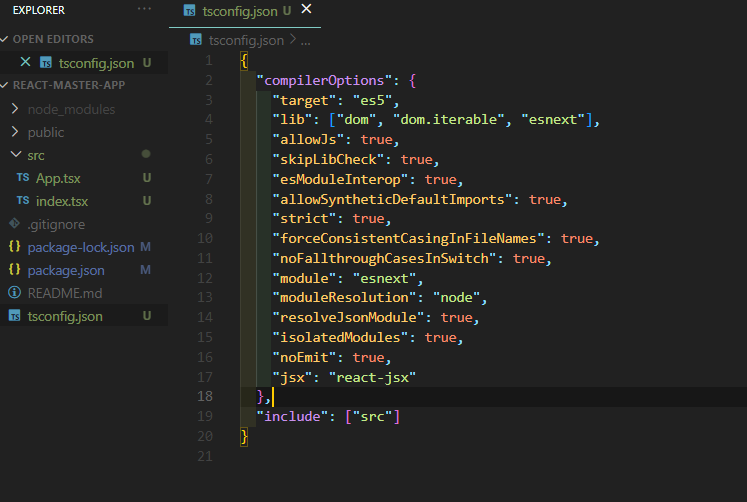 EXPLORER ...
OPEN EDITORS
TS tsconfig.json U
REACT-MASTER-APP
node_modules
public
src
TS App.tsx U
TS index.tsx U
.gitignore
{} package-lock.json M
{} package.json M
README.md
TS tsconfig.json U
TS tsconfig.json U
TS tsconfig.json > ...
1 {
2 "compilerOptions": {
3 "target": "es5",
4 "lib": ["dom", "dom.iterable", "esnext"],
5 "allowJs": true,
6 "skipLibCheck": true,
7 "esModuleInterop": true,
8 "allowSyntheticDefaultImports": true,
9 "strict": true,
10 "forceConsistentCasingInFileNames": true,
11 "noFallthroughCasesInSwitch": true,
12 "module": "esnext",
13 "moduleResolution": "node",
14 "resolveJsonModule": true,
15 "isolatedModules": true,
16 "noEmit": true,
17 "jsx": "react-jsx"
18 },
19 "include": ["src"]
20 }
21